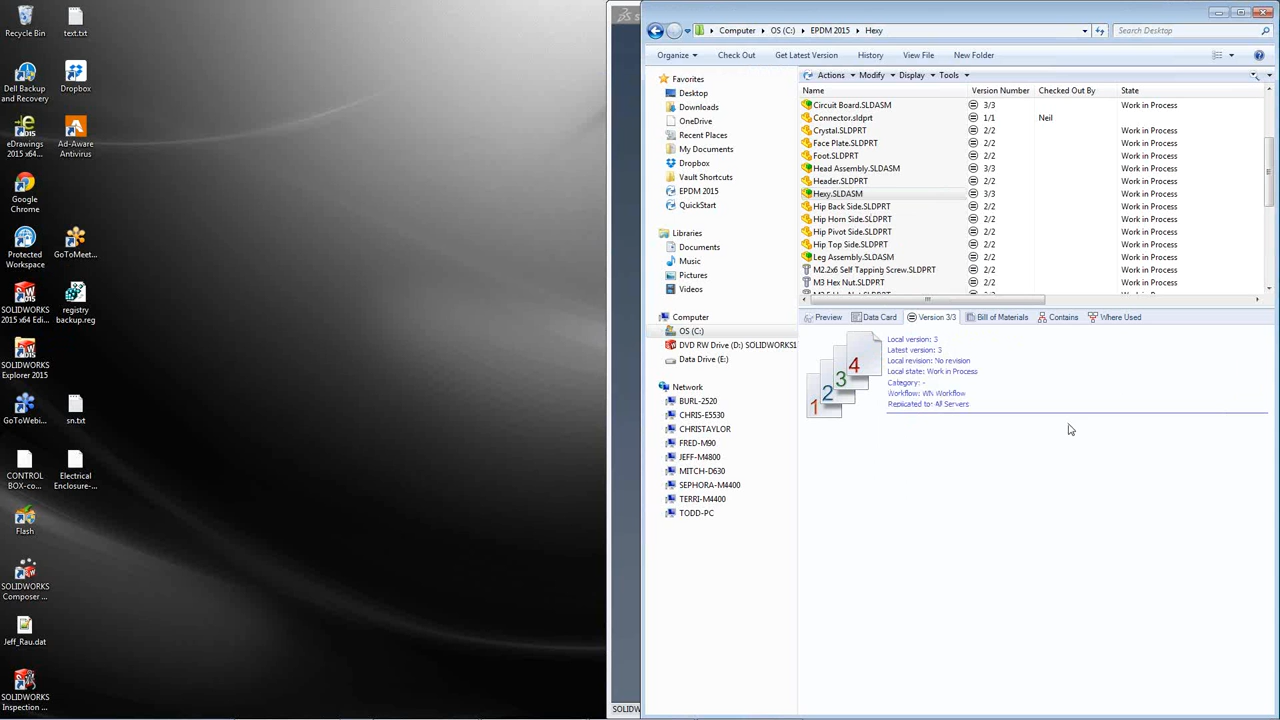 Recycle Bin
text.txt
Dell Backup
and Recovery
Dropbox
eDrawings
2015 x64...
Ad-Aware
Antivirus
Google
Chrome
Protected
Workspace
GoToMeet...
SOLIDWORKS
2015 x64 Edi...
registry
backup.reg
SOLIDWORKS
Explorer 2015
GoToWebi...
sn.txt
CONTROL
BOX-co...
Electrical
Enclosure-...
Flash
SOLIDWORKS
Composer ...
Jeff_Rau.dat
SOLIDWORKS
Inspection ...
SOLIDW
Computer OS (C:) EPDM 2015 Hexy
Search Desktop
Organize Check Out Get Latest Version History View File New Folder
Favorites
Desktop
Downloads
OneDrive
Recent Places
My Documents
Dropbox
Vault Shortcuts
EPDM 2015
QuickStart
Libraries
Documents
Music
Pictures
Videos
Computer
OS (C:)
DVD RW Drive (D:) SOLIDWORKS1
Data Drive (E:)
Network
BURL-2520
CHRIS-E5530
CHRISTAYLOR
FRED-M90
JEFF-M4800
MITCH-D630
SEPHORA-M4400
TERRI-M4400
TODD-PC
Actions Modify Display Tools
Name Version Number Checked Out By State
Circuit Board.SLDASM 3/3 Work in Process
Connector.sldprt 1/1 Neil
Crystal.SLDPRT 2/2 Work in Process
Face Plate.SLDPRT 2/2 Work in Process
Foot.SLDPRT 2/2 Work in Process
Head Assembly.SLDASM 3/3 Work in Process
Header.SLDPRT 2/2 Work in Process
Hexy.SLDASM 3/3 Work in Process
Hip Back Side.SLDPRT 2/2 Work in Process
Hip Horn Side.SLDPRT 2/2 Work in Process
Hip Pivot Side.SLDPRT 2/2 Work in Process
Hip Top Side.SLDPRT 2/2 Work in Process
Leg Assembly.SLDASM 2/2 Work in Process
M2.2x6 Self Tapping Screw.SLDPRT 2/2 Work in Process
M3 Hex Nut.SLDPRT 2/2 Work in Process
Preview Data Card Version 3/3 Bill of Materials Contains Where Used
1 2 3 4
Local version: 3
Latest version: 3
Local revision: No revision
Local state: Work in Process
Category: -
Workflow: WN Workflow
Replicated to: All Servers